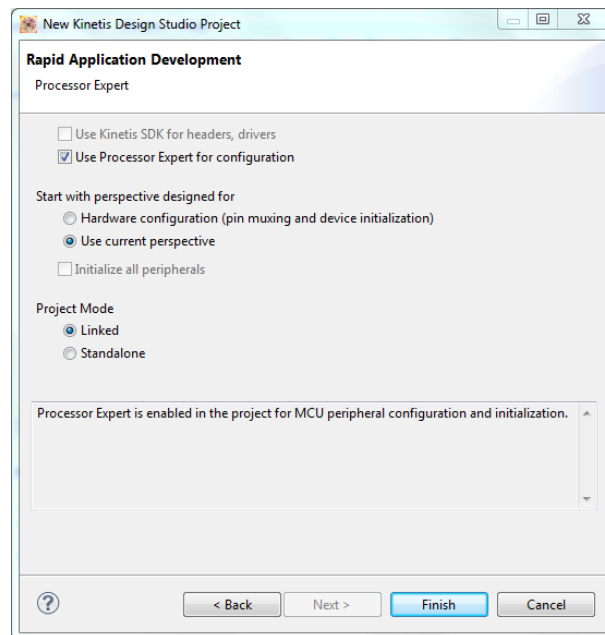 New Kinetis Design Studio Project
Rapid Application Development
Processor Expert
Use Kinetis SDK for headers, drivers
Use Processor Expert for configuration
Start with perspective designed for
Hardware configuration (pin muxing and device initialization)
Use current perspective
Initialize all peripherals
Project Mode
Linked
Standalone
Processor Expert is enabled in the project for MCU peripheral configuration and initialization.
? < Back Next > Finish Cancel